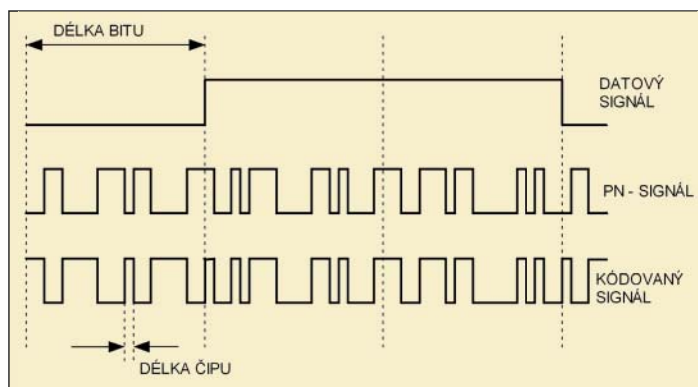 DÉLKA BITU
DATOVÝ
SIGNÁL
PN - SIGNÁL
KÓDOVANÝ
SIGNÁL
DÉLKA ČIPU